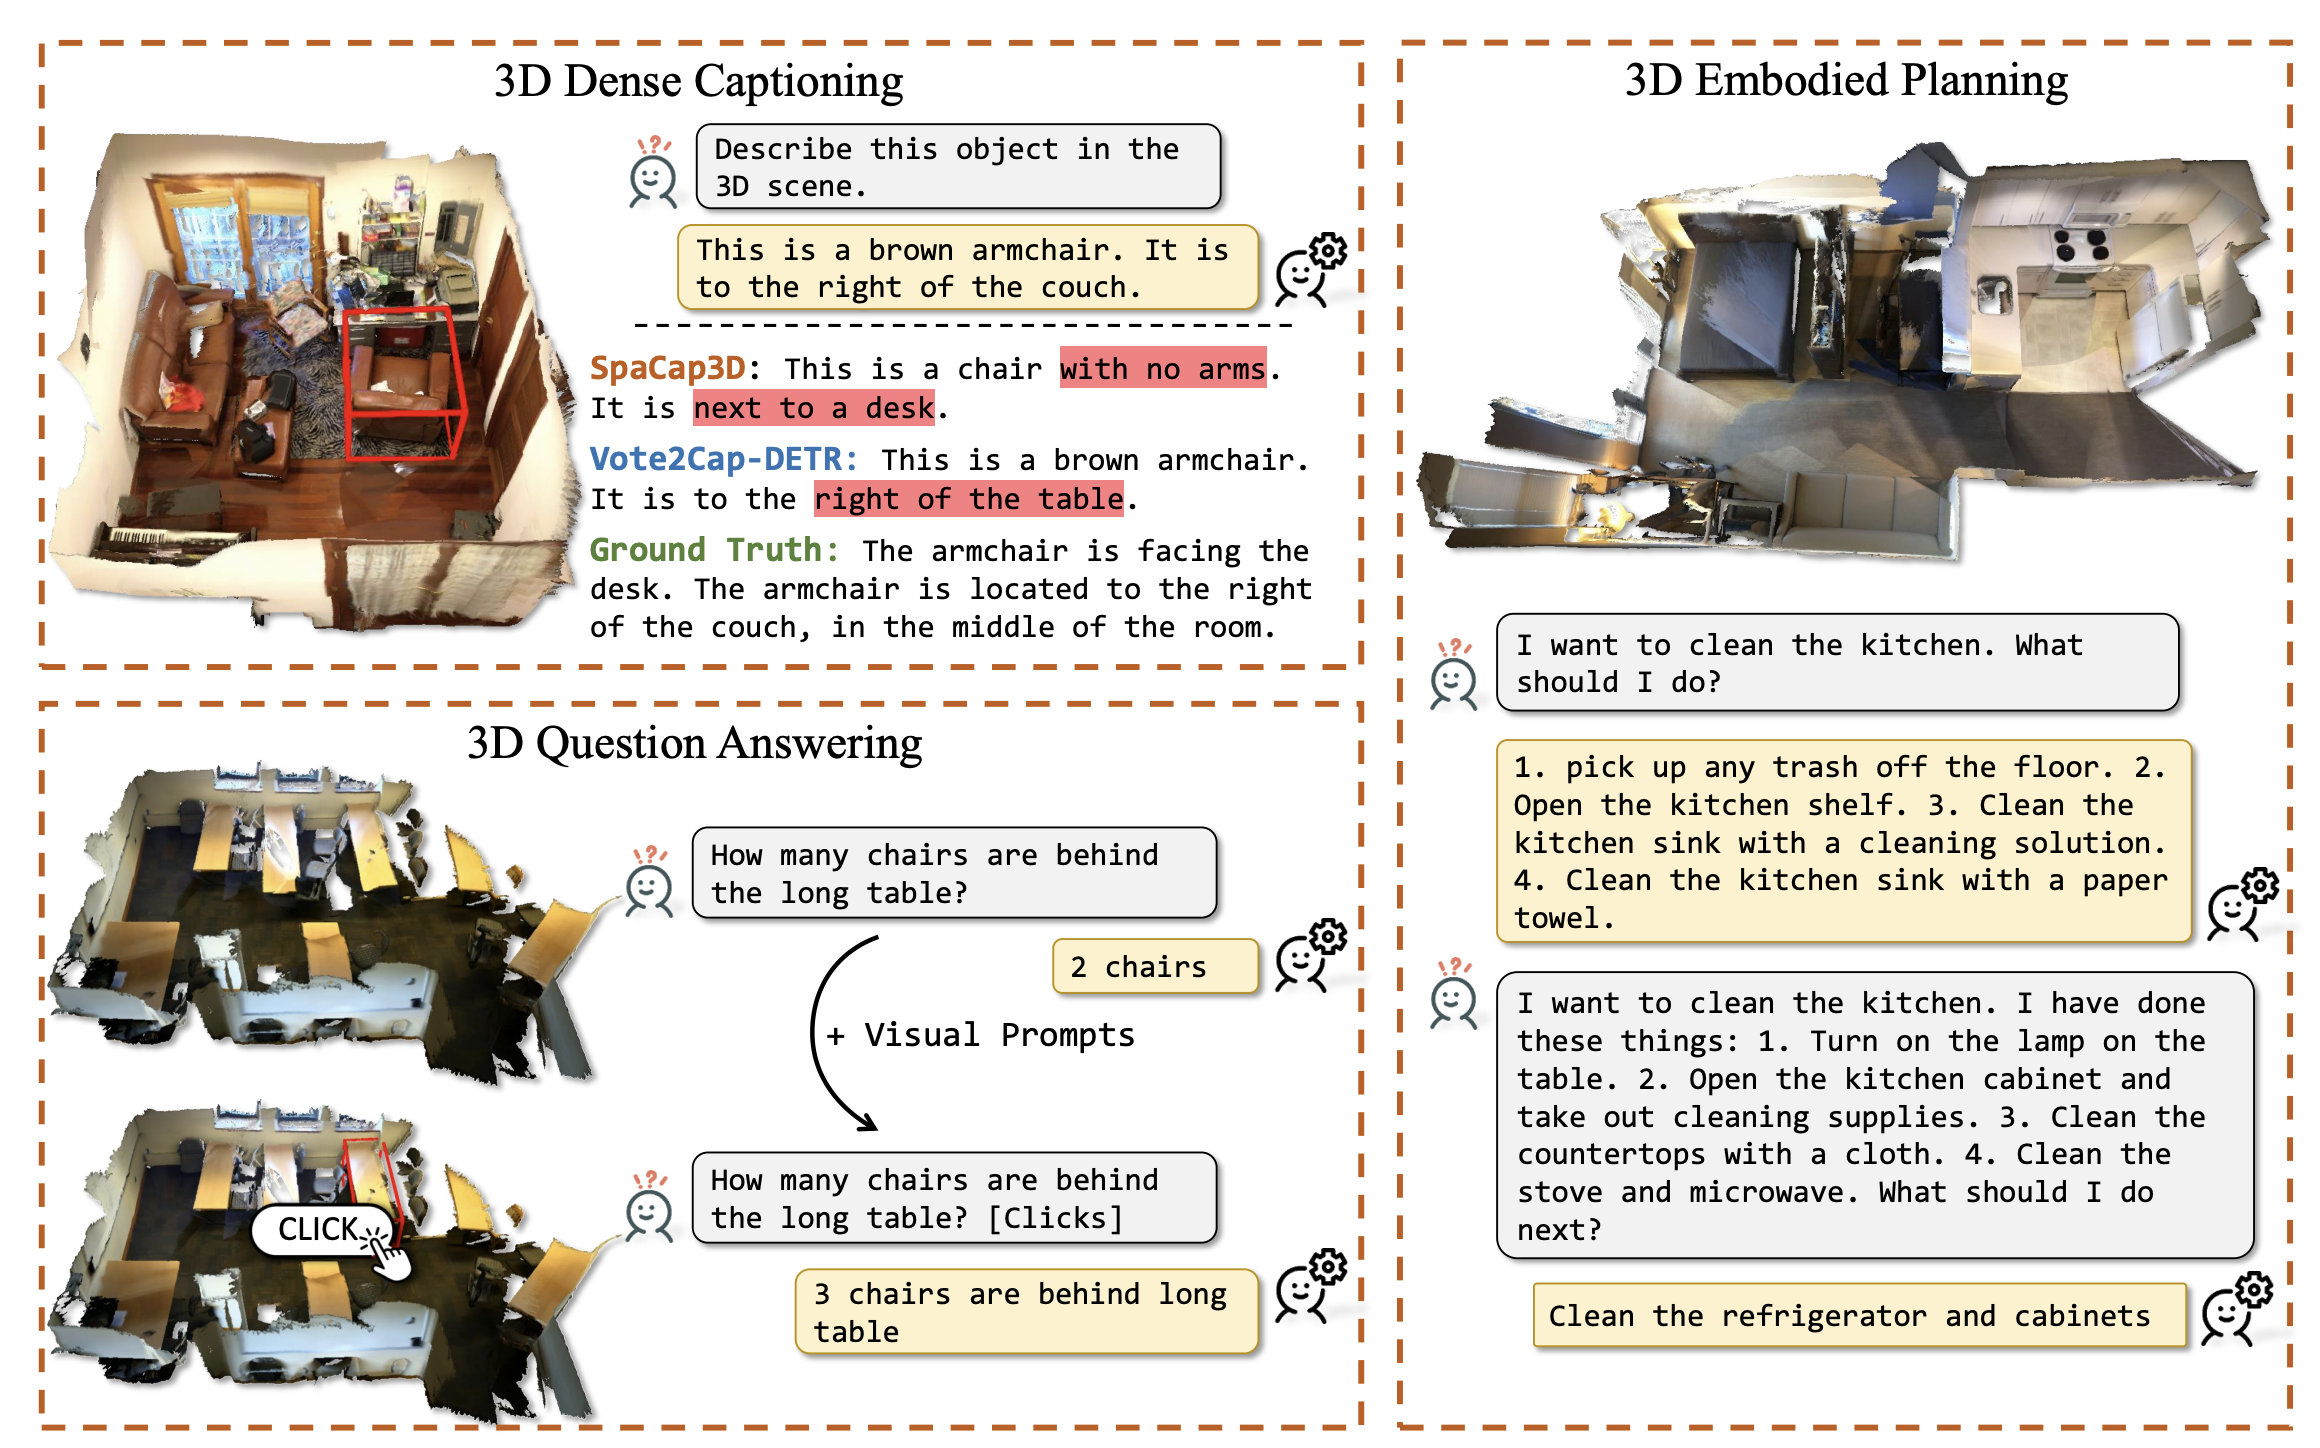 3D Dense Captioning
Describe this object in the
3D scene.
This is a brown armchair. It is
to the right of the couch.
SpaCap3D: This is a chair with no arms.
It is next to a desk.
Vote2Cap-DETR: This is a brown armchair.
It is to the right of the table.
Ground Truth: The armchair is facing the
desk. The armchair is located to the right
of the couch, in the middle of the room.
3D Question Answering
How many chairs are behind
the long table?
2 chairs
+ Visual Prompts
CLICK
How many chairs are behind
the long table? [Clicks]
3 chairs are behind long
table
3D Embodied Planning
I want to clean the kitchen. What
should I do?
1. pick up any trash off the floor. 2.
Open the kitchen shelf. 3. Clean the
kitchen sink with a cleaning solution.
4. Clean the kitchen sink with a paper
towel.
I want to clean the kitchen. I have done
these things: 1. Turn on the lamp on the
table. 2. Open the kitchen cabinet and
take out cleaning supplies. 3. Clean the
countertops with a cloth. 4. Clean the
stove and microwave. What should I do
next?
Clean the refrigerator and cabinets